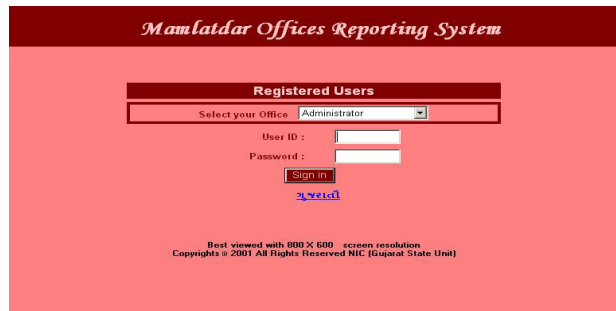 Mamlatdar Offices Reporting System
Registered Users
Select your Office Administrator
User ID :
Password :
Sign in
ગુજરાતી
Best viewed with 800 X 600 screen resolution
Copyrights @ 2001 All Rights Reserved NIC (Gujarat State Unit)